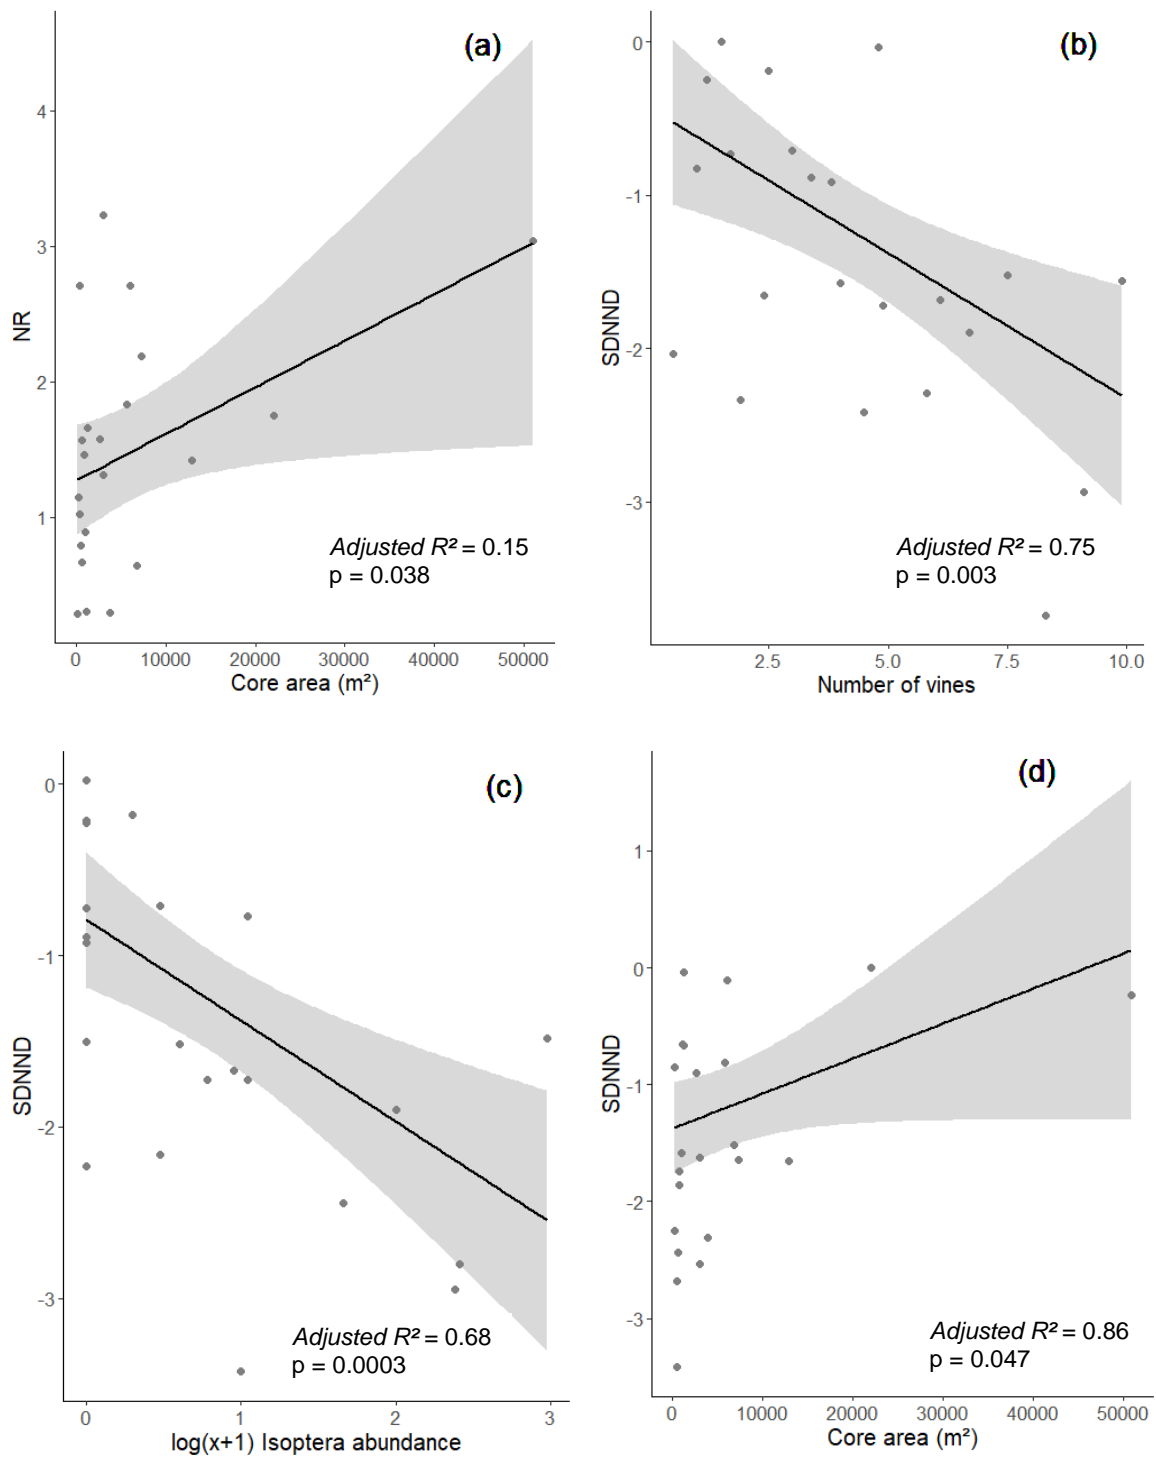 (a)
NR
4
3
2
1
Adjusted R² = 0.15
p = 0.038
0 10000 20000 30000 40000 50000
Core area (m²)
(b)
SDNND
0
-1
-2
-3
Adjusted R² = 0.75
p = 0.003
2.5 5.0 7.5 10.0
Number of vines
(c)
SDNND
0
-1
-2
-3
Adjusted R² = 0.68
p = 0.0003
0 1 2 3
log(x+1) Isoptera abundance
(d)
SDNND
1
0
-1
-2
-3
Adjusted R² = 0.86
p = 0.047
0 10000 20000 30000 40000 50000
Core area (m²)